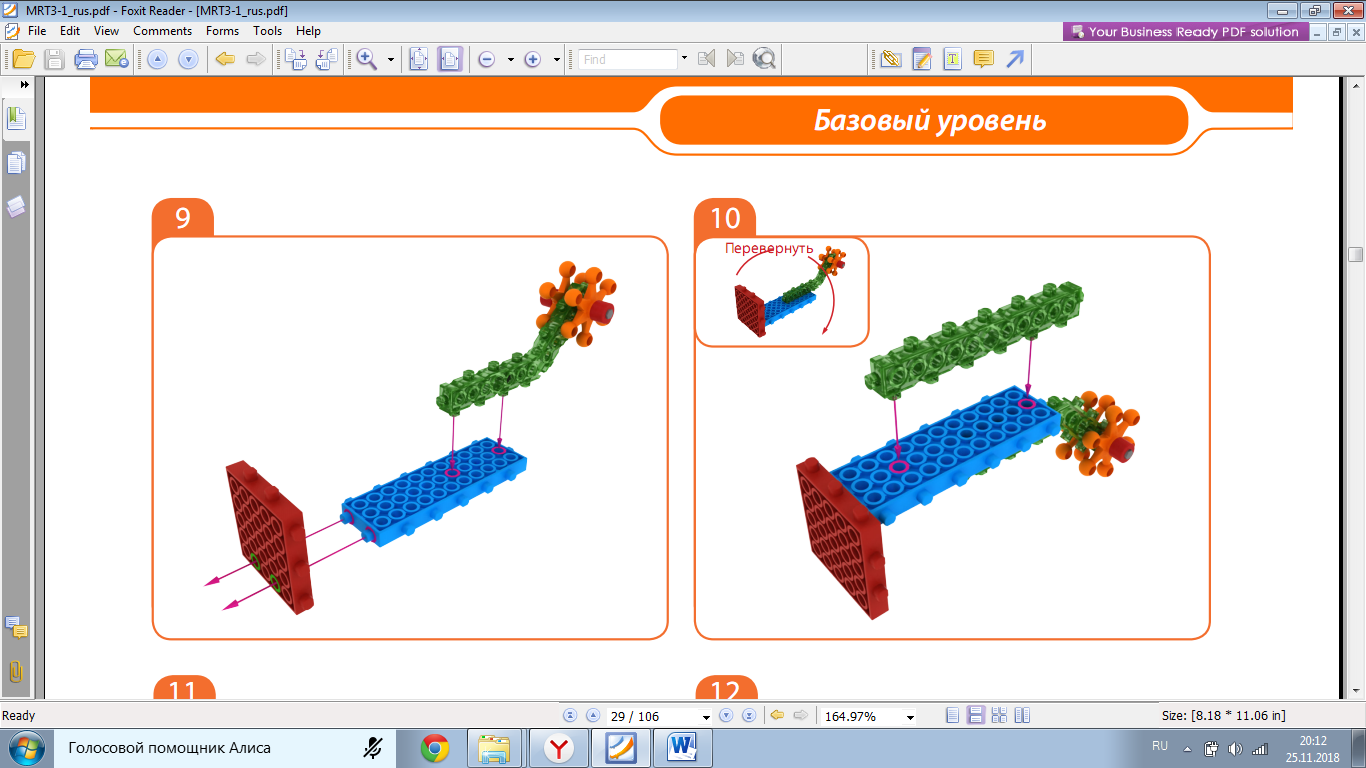 MRT3-1_rus.pdf - Foxit Reader - [MRT3-1_rus.pdf]
File Edit View Comments Forms Tools Help
Your Business Ready PDF solution
Find
Базовый уровень
9
10
Перевернуть
11
12
Ready
29 / 106
164.97%
Size: [8.18 * 11.06 in]
Голосовой помощник Алиса
RU
20:12
25.11.2018